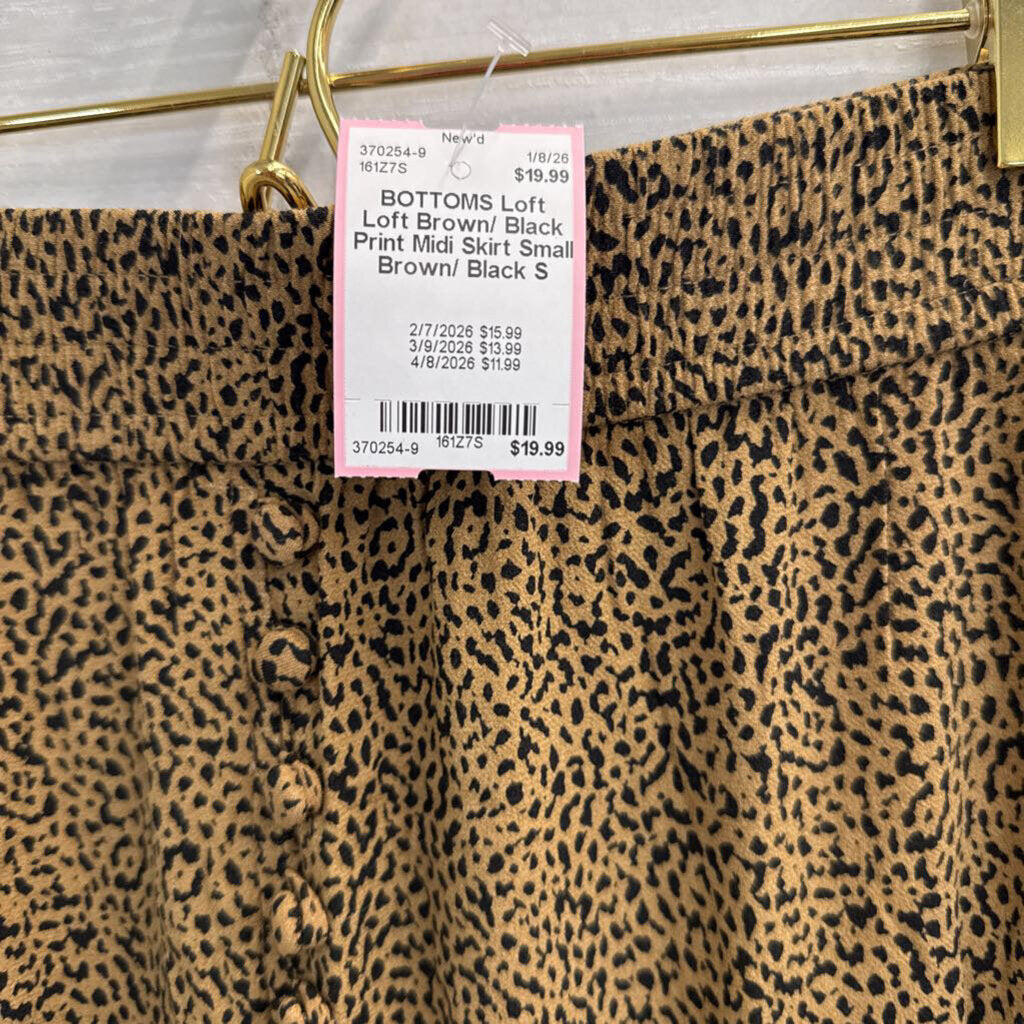 New'd
370254-9 1/8/26
161Z7S $19.99
BOTTOMS Loft
Loft Brown/ Black
Print Midi Skirt Small
Brown/ Black S
2/7/2026 $15.99
3/9/2026 $13.99
4/8/2026 $11.99
370254-9 161Z7S $19.99